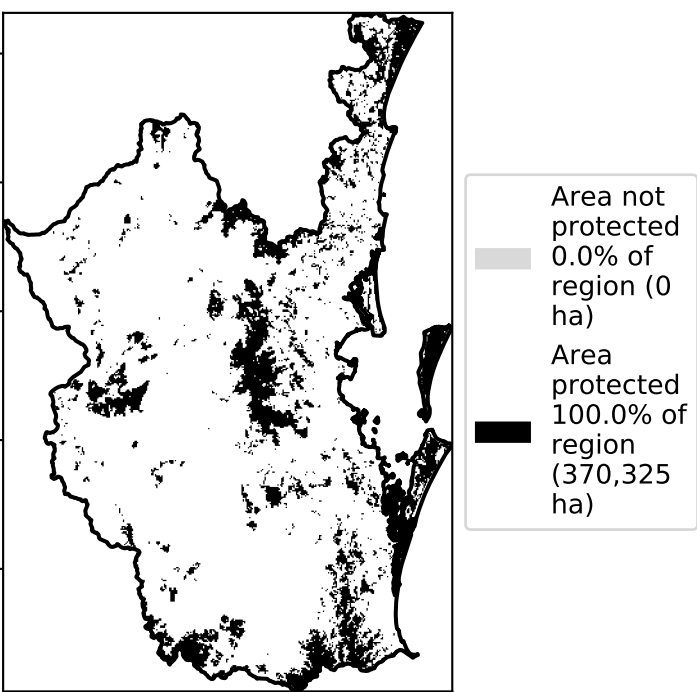 Area not
protected
0.0% of
region (0
ha)
Area
protected
100.0% of
region
(370,325
ha)